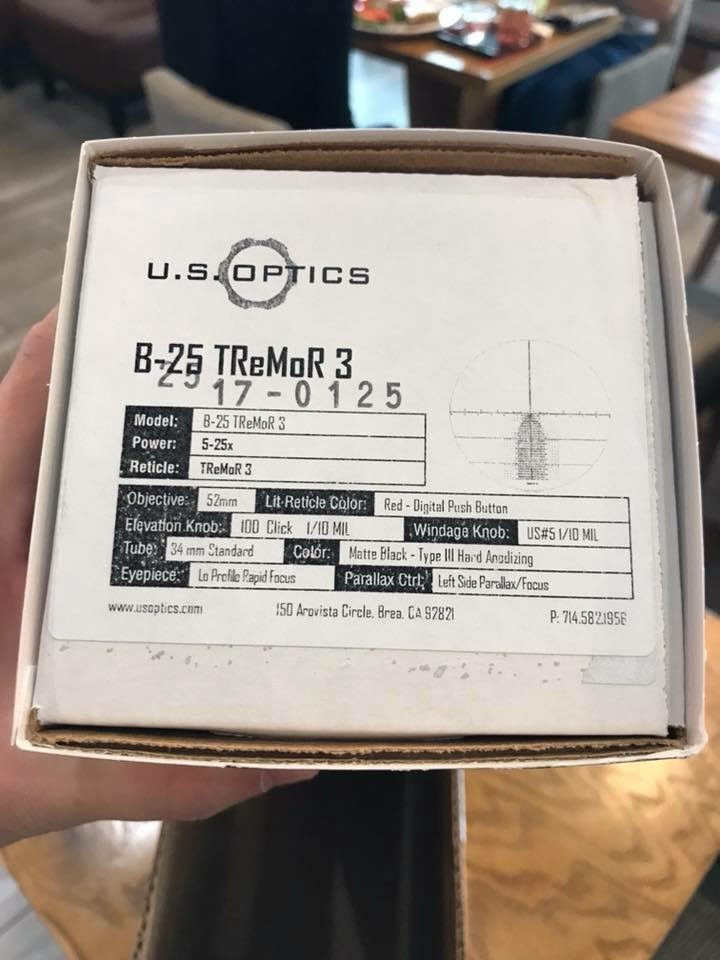 U.S. OPTICS
B-25 TReMoR 3
2517-0125
Model: B-25 TReMoR 3
Power: 5-25x
Reticle: TReMoR 3
Objective: 52mm Lit Reticle Color: Red - Digital Push Button
Elevation Knob: 100 Click 1/10 MIL Windage Knob: US#5 1/10 MIL
Tube: 34 mm Standard Color: Matte Black - Type III Hard Anodizing
Eyepiece: Lo Profile Rapid Focus Parallax Ctrl: Left Side Parallax/Focus
www.usoptics.com 150 Arovista Circle, Brea, CA 92821 P: 714.582.1956